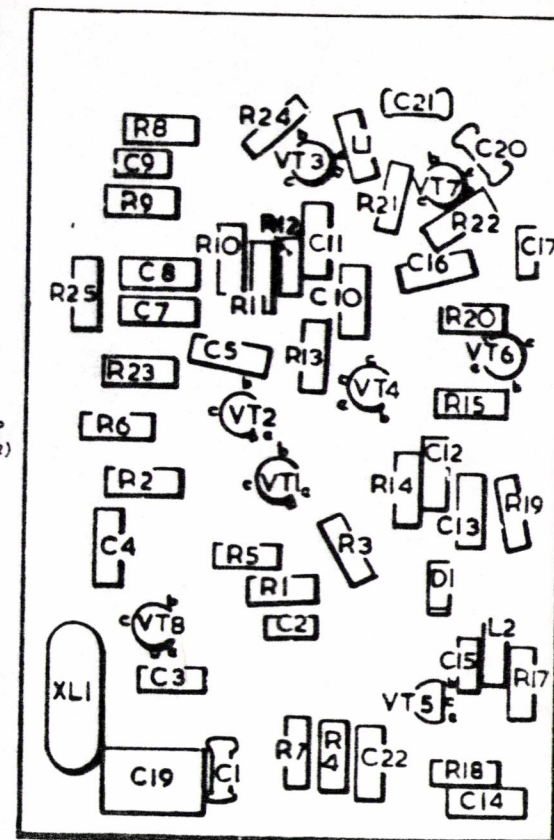 C21
R24
R8
C20
VT3
L1
VT7
C9
R21
R9
R22
R12
C11
R10
C17
C16
R25
C8
R11
C10
C7
R20
C5
R13
VT6
R23
VT4
R15
VT2
R6
C12
R2
VT1
R14
R19
C13
C4
R5
R3
R1
D1
C2
L2
VT8
C15
C3
R17
XL1
VT5
R7
R4
C22
C19
C1
R18
C14